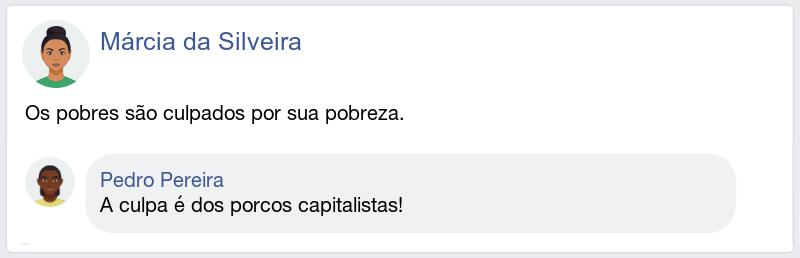 Márcia da Silveira
Os pobres são culpados por sua pobreza.
Pedro Pereira
A culpa é dos porcos capitalistas!